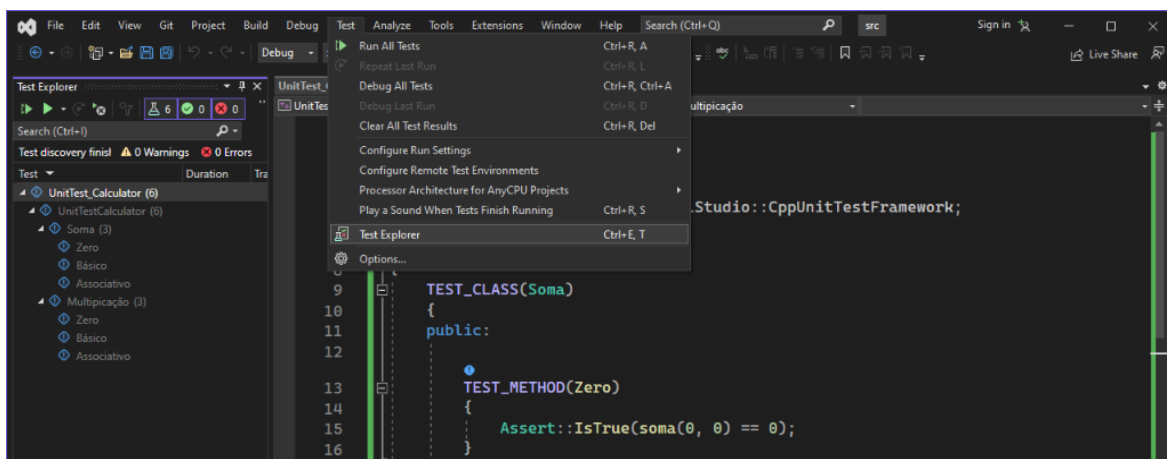 File Edit View Git Project Build Debug Test Analyze Tools Extensions Window Help Search (Ctrl+Q) src Sign in
Debug
Live Share
Test Explorer
6 0 0
Search (Ctrl+I)
Test discovery finisl 0 Warnings 0 Errors
Test Duration Tra
UnitTest_Calculator (6)
UnitTestCalculator (6)
Soma (3)
Zero
Básico
Associativo
Multipicação (3)
Zero
Básico
Associativo
Run All Tests Ctrl+R, A
Repeat Last Run Ctrl+R, L
Debug All Tests Ctrl+R, Ctrl+A
Debug Last Run Ctrl+R, D
Clear All Test Results Ctrl+R, Del
Configure Run Settings
Configure Remote Test Environments
Processor Architecture for AnyCPU Projects
Play a Sound When Tests Finish Running Ctrl+R, S
Test Explorer Ctrl+E, T
Options...
UnitTest_
UnitTes
ultipicação
lStudio::CppUnitTestFramework;
9 TEST_CLASS(Soma)
10 {
11 public:
12
13 TEST_METHOD(Zero)
14 {
15 Assert::IsTrue(soma(0, 0) == 0);
16 }